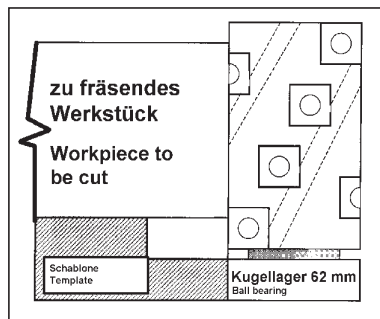 zu fräsendes
Werkstück
Workpiece to
be cut
Schablone
Template
Kugellager 62 mm
Ball bearing